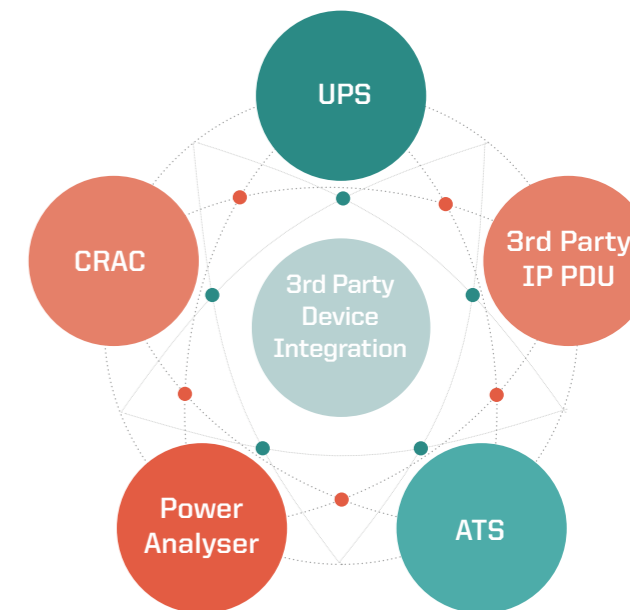 UPS
CRAC
3rd Party
IP PDU
3rd Party
Device
Integration
Power
Analyser
ATS